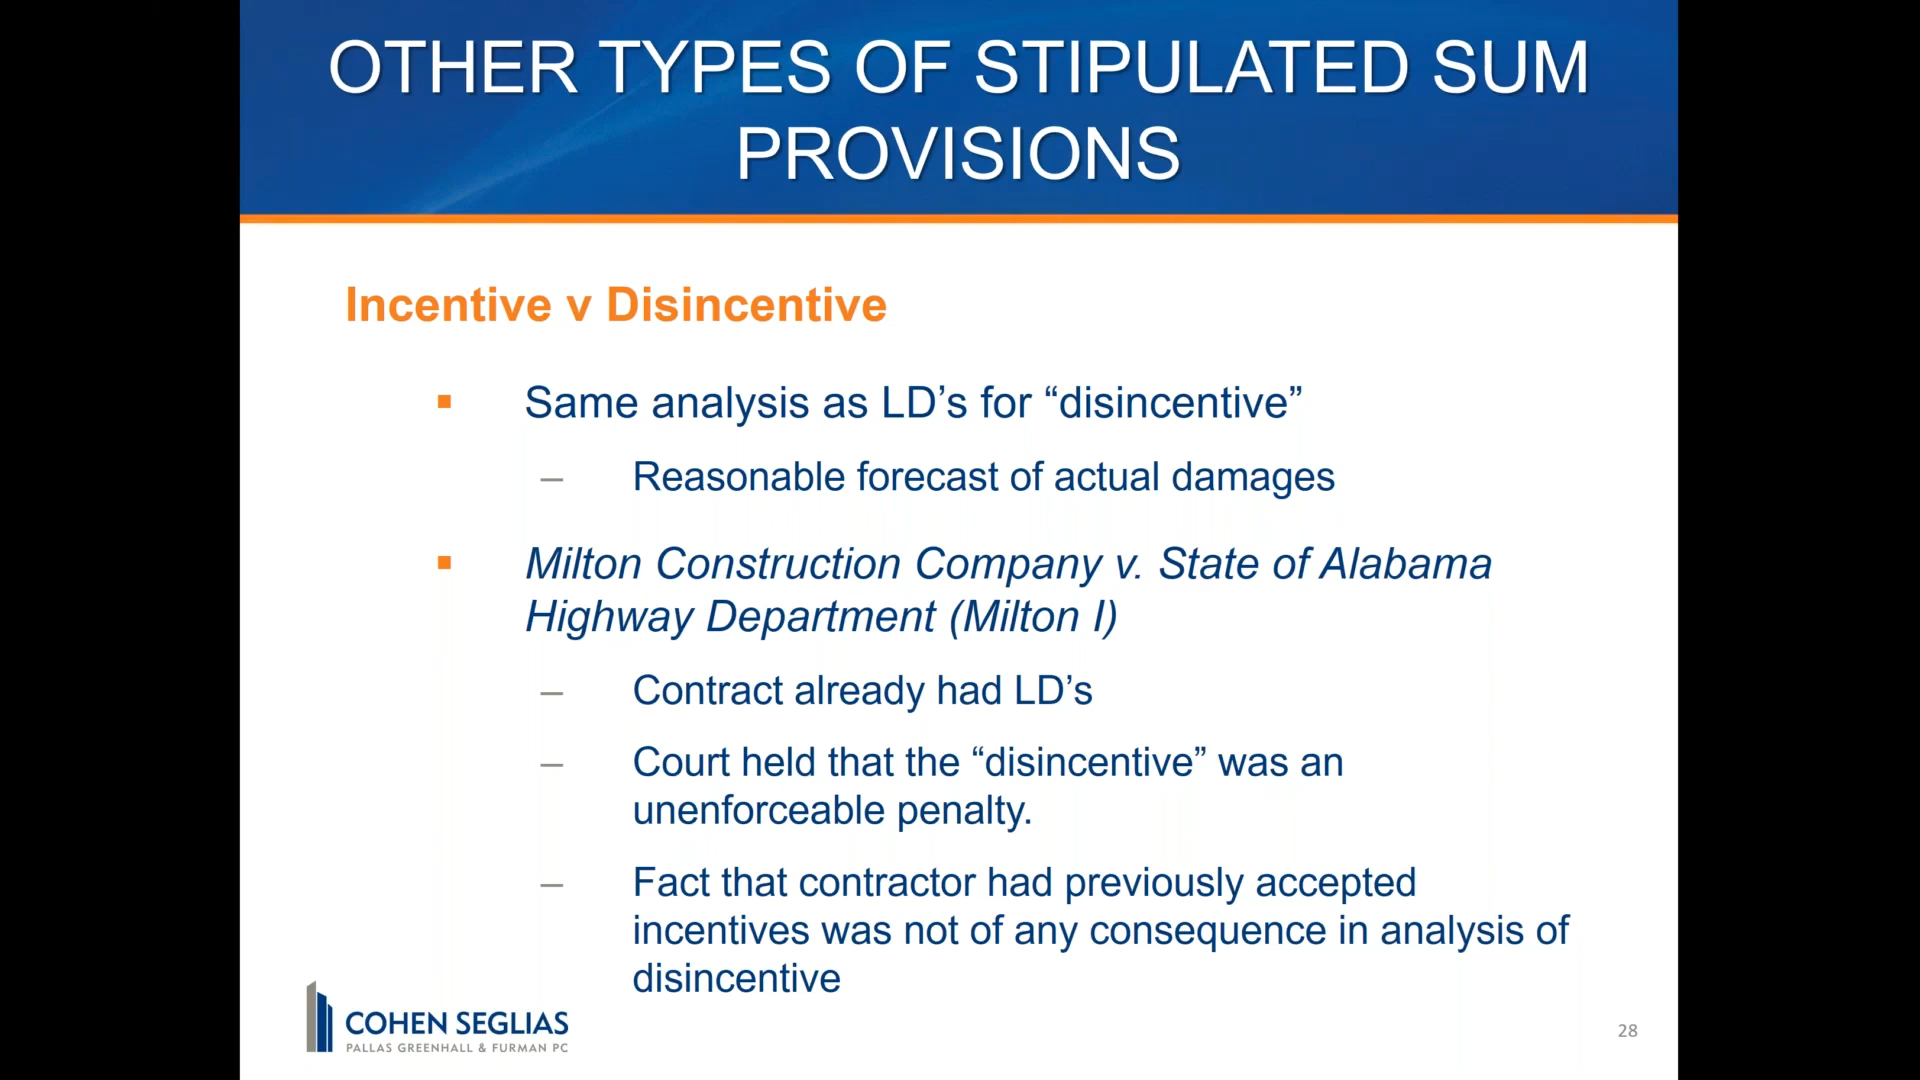 OTHER TYPES OF STIPULATED SUM
PROVISIONS
Incentive v Disincentive
▪ Same analysis as LD’s for “disincentive”
– Reasonable forecast of actual damages
▪ Milton Construction Company v. State of Alabama
Highway Department (Milton I)
– Contract already had LD’s
– Court held that the “disincentive” was an
unenforceable penalty.
– Fact that contractor had previously accepted
incentives was not of any consequence in analysis of
disincentive
COHEN SEGLIAS
PALLAS GREENHALL & FURMAN PC
28